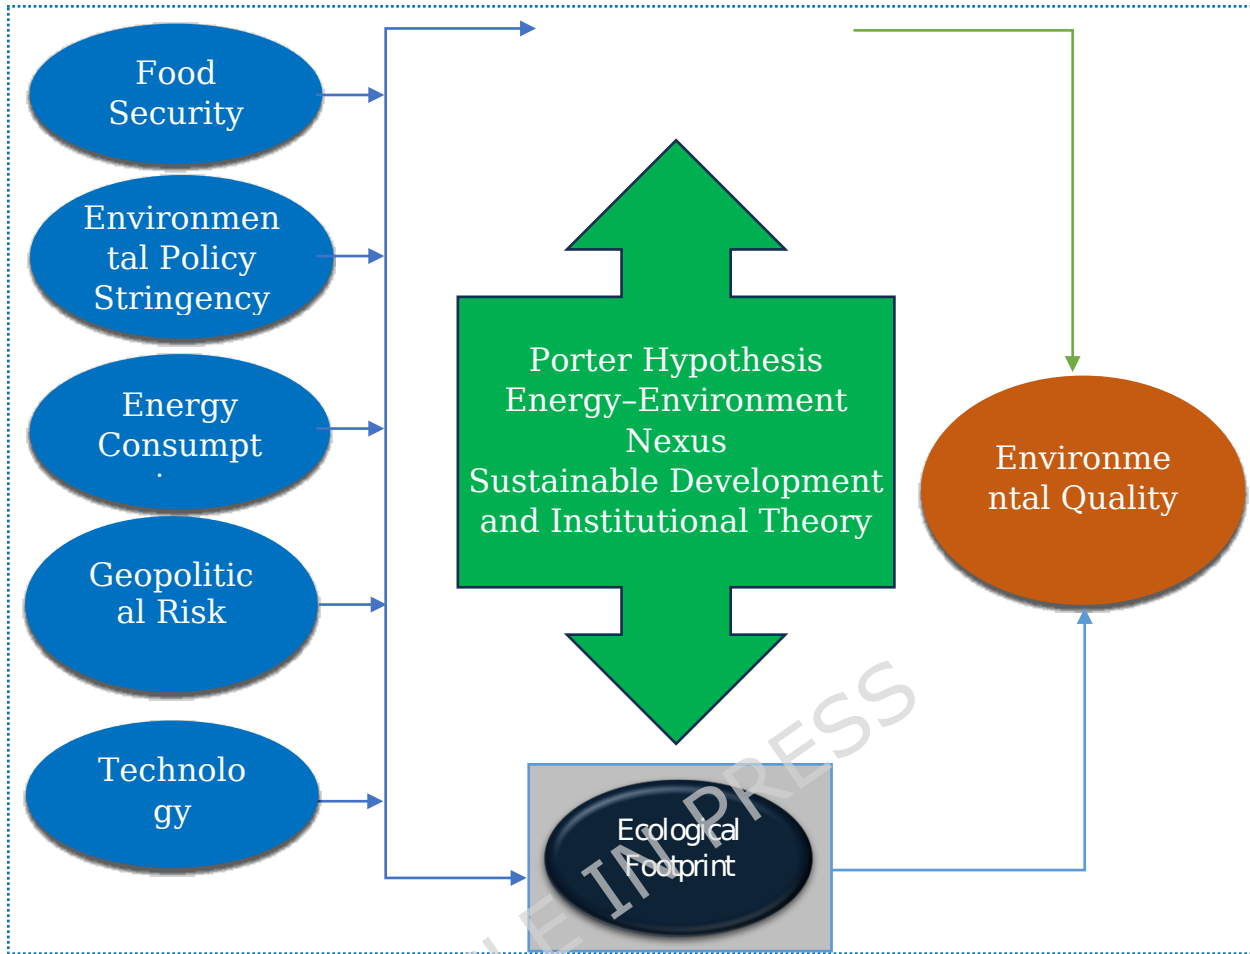 Food
Security
Environmen
tal Policy
Stringency
Energy
Consumpt
Geopolitic
al Risk
Technolo
gy
Porter Hypothesis
Energy–Environment
Nexus
Sustainable Development
and Institutional Theory
Ecological
Footprint
Environme
ntal Quality
LE IN PRESS